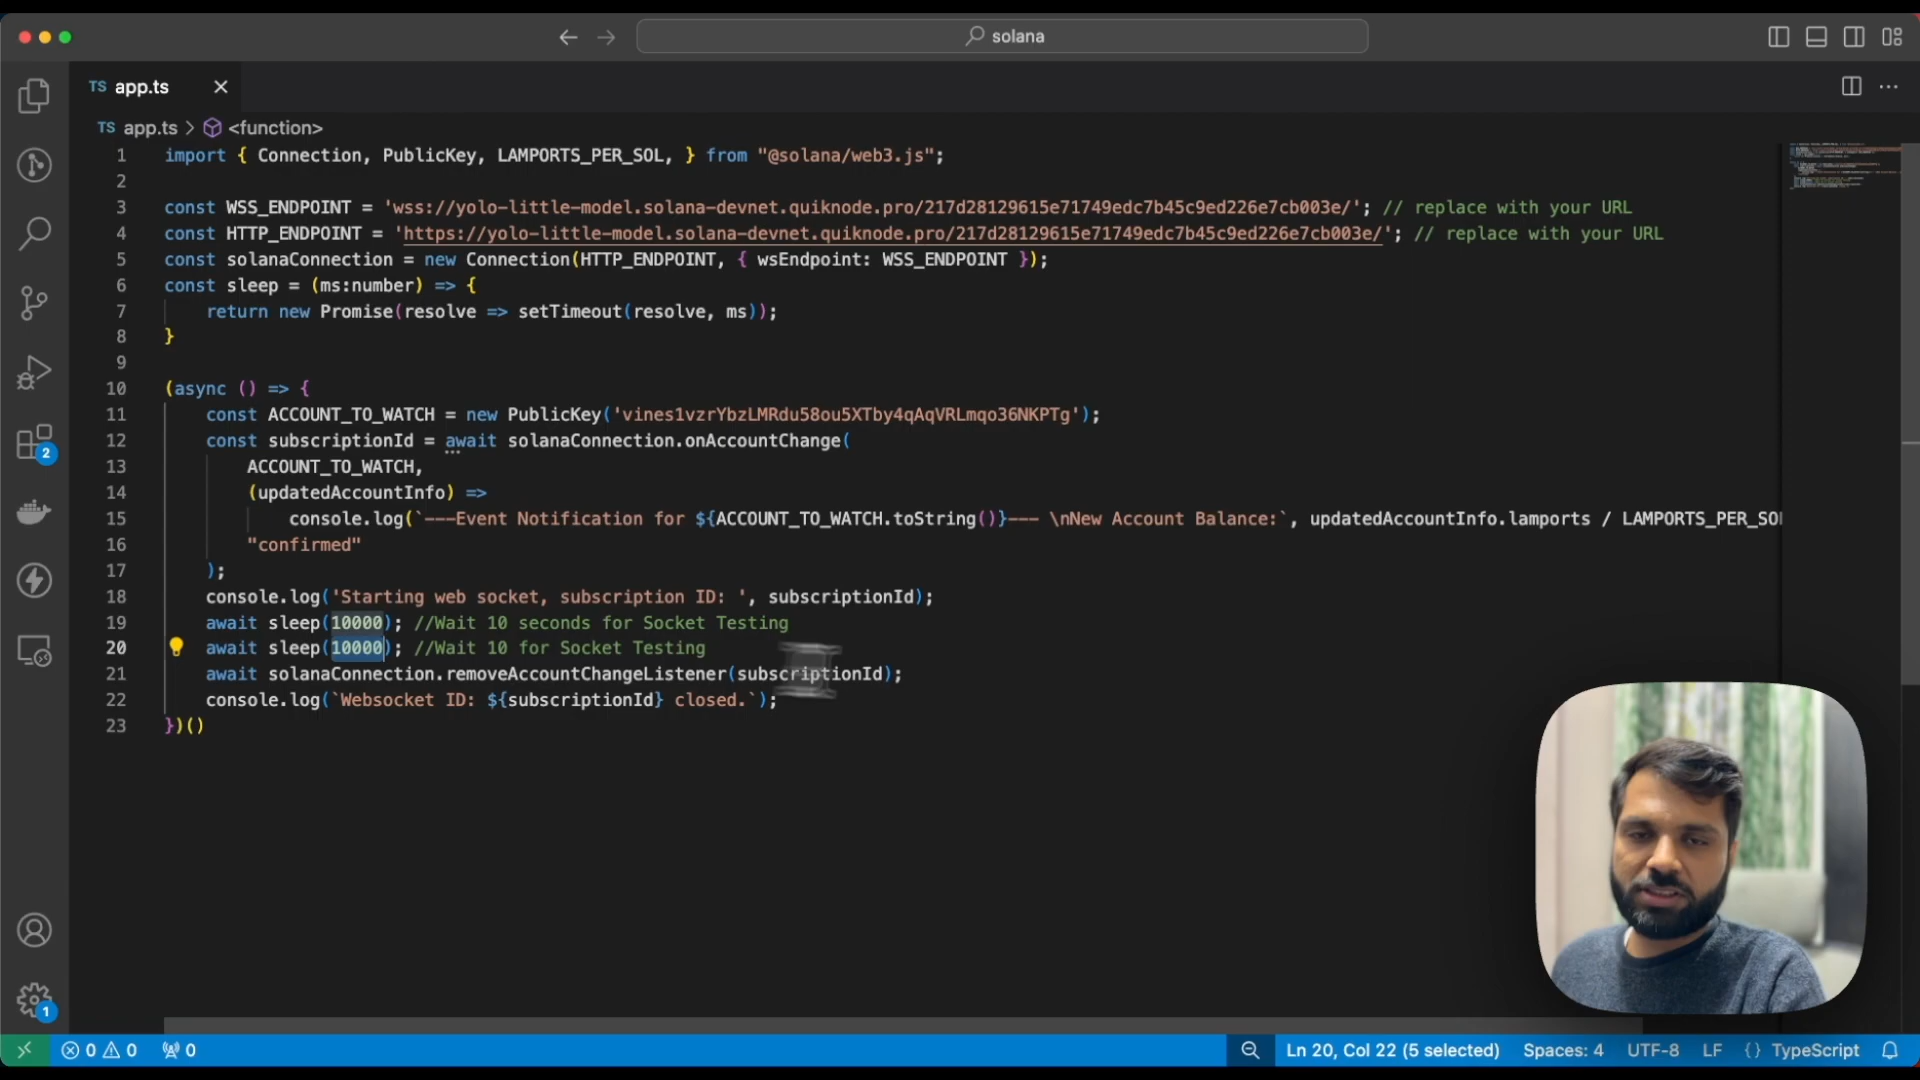 solana
TS app.ts
TS app.ts > <function>
1 import { Connection, PublicKey, LAMPORTS_PER_SOL, } from "@solana/web3.js";
2
3 const WSS_ENDPOINT = 'wss://yolo-little-model.solana-devnet.quiknode.pro/217d28129615e71749edc7b45c9ed226e7cb003e/'; // replace with your URL
4 const HTTP_ENDPOINT = 'https://yolo-little-model.solana-devnet.quiknode.pro/217d28129615e71749edc7b45c9ed226e7cb003e/'; // replace with your URL
5 const solanaConnection = new Connection(HTTP_ENDPOINT, { wsEndpoint: WSS_ENDPOINT });
6 const sleep = (ms:number) => {
7 return new Promise(resolve => setTimeout(resolve, ms));
8 }
9
10 (async () => {
11 const ACCOUNT_TO_WATCH = new PublicKey('vines1vzrYbzLMRdu58ou5XTby4qAqVRLmqo36NKPTg');
12 const subscriptionId = await solanaConnection.onAccountChange(
13 ACCOUNT_TO_WATCH,
14 (updatedAccountInfo) =>
15 console.log(`---Event Notification for ${ACCOUNT_TO_WATCH.toString()}--- \nNew Account Balance:`, updatedAccountInfo.lamports / LAMPORTS_PER_SO
16 "confirmed"
17 );
18 console.log('Starting web socket, subscription ID: ', subscriptionId);
19 await sleep(10000); //Wait 10 seconds for Socket Testing
20 await sleep(10000); //Wait 10 for Socket Testing
21 await solanaConnection.removeAccountChangeListener(subscriptionId);
22 console.log(`Websocket ID: ${subscriptionId} closed.`);
23 })()
2
1
0 0 0 Ln 20, Col 22 (5 selected) Spaces: 4 UTF-8 LF {} TypeScript